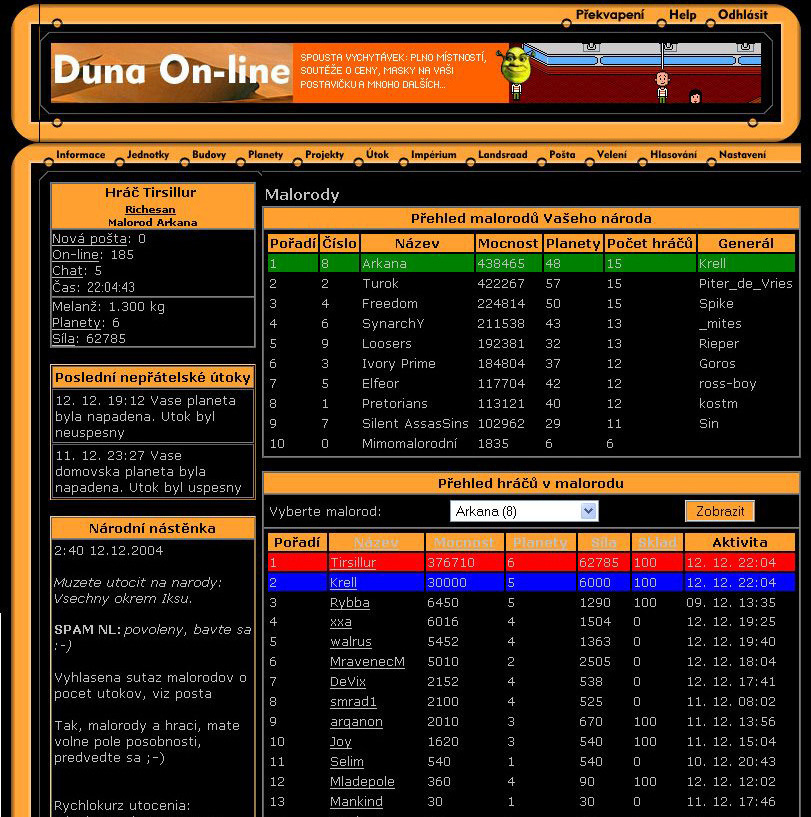 Překvapení Help Odhlásit
Duna On-line
SPOUSTA VYCHYTÁVEK: PLNO MÍSTNOSTÍ,
SOUTĚŽE O CENY, MASKY NA VAŠI
POSTAVIČKU A MNOHO DALŠÍCH...
Informace Jednotky Budovy Planety Projekty Útok Impérium Landsraad Pošta Velení Hlasování Nastavení
Hráč Tirsillur
Richesan
Malorod Arkana
Nová pošta: 0
On-line: 185
Chat: 5
Čas: 22:04:43
Melanž: 1.300 kg
Planety: 6
Síla: 62785
Poslední nepřátelské útoky
12. 12. 19:12 Vase planeta
byla napadena. Utok byl
neuspesny
11. 12. 23:27 Vase
domovska planeta byla
napadena. Utok byl uspesny
Národní nástěnka
2:40 12.12.2004
Muzete utocit na narody:
Vsechny okrem Iksu.
SPAM NL: povoleny, bavte sa
:-)
Vyhlasena sutaz malorodov o
pocet utokov, viz posta
Tak, malorody a hraci, mate
volne pole posobnosti,
predvedte sa ;-)
Rychlokurz utocenia:
Malorody
Přehled malorodů Vašeho národa
Pořadí Číslo Název Mocnost Planety Počet hráčů Generál
1 8 Arkana 438465 48 15 Krell
2 2 Turok 422267 57 15 Piter_de_Vries
3 4 Freedom 224814 50 15 Spike
4 6 SynarchY 211538 43 13 _mites
5 9 Loosers 192381 32 13 Rieper
6 3 Ivory Prime 184804 37 12 Goros
7 5 Elfeor 117704 42 12 ross-boy
8 1 Pretorians 113121 40 12 kostm
9 7 Silent AssasSins 102962 29 11 Sin
10 0 Mimomalorodní 1835 6 6
Přehled hráčů v malorodu
Vyberte malorod: Arkana (8) Zobrazit
Pořadí Název Mocnost Planety Síla Sklad Aktivita
1 Tirsillur 376710 6 62785 100 12. 12. 22:04
2 Krell 30000 5 6000 100 12. 12. 22:04
3 Rybba 6450 5 1290 100 09. 12. 13:35
4 xxa 6016 4 1504 0 12. 12. 19:25
5 walrus 5452 4 1363 0 12. 12. 19:40
6 MravenecM 5010 2 2505 0 12. 12. 18:04
7 DeVix 2152 4 538 0 12. 12. 17:41
8 smrad1 2100 4 525 0 11. 12. 08:02
9 arganon 2010 3 670 100 11. 12. 13:56
10 Joy 1620 3 540 100 11. 12. 15:04
11 Selim 540 1 540 0 10. 12. 20:43
12 Mladepole 360 4 90 100 12. 12. 12:02
13 Mankind 30 1 30 0 11. 12. 17:46